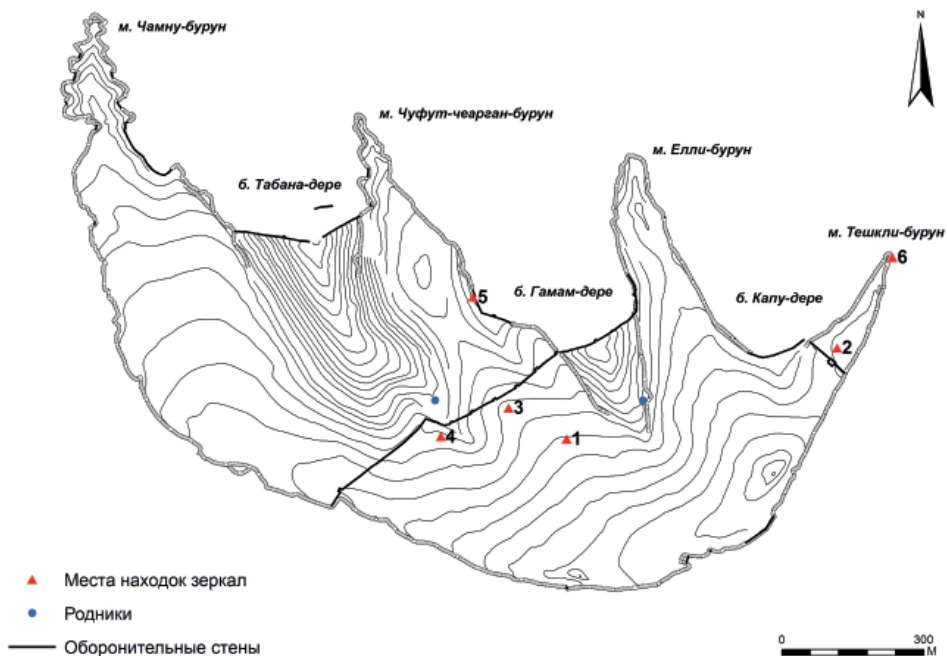 N
м. Чамну-бурун
м. Чуфут-чеарган-бурун
м. Елли-бурун
б. Табана-дере
м. Тешкли-бурун
6
5
б. Гамам-дере
б. Капу-дере
2
3
4
1
Места находок зеркал
Родники
Оборонительные стены
0 300
М